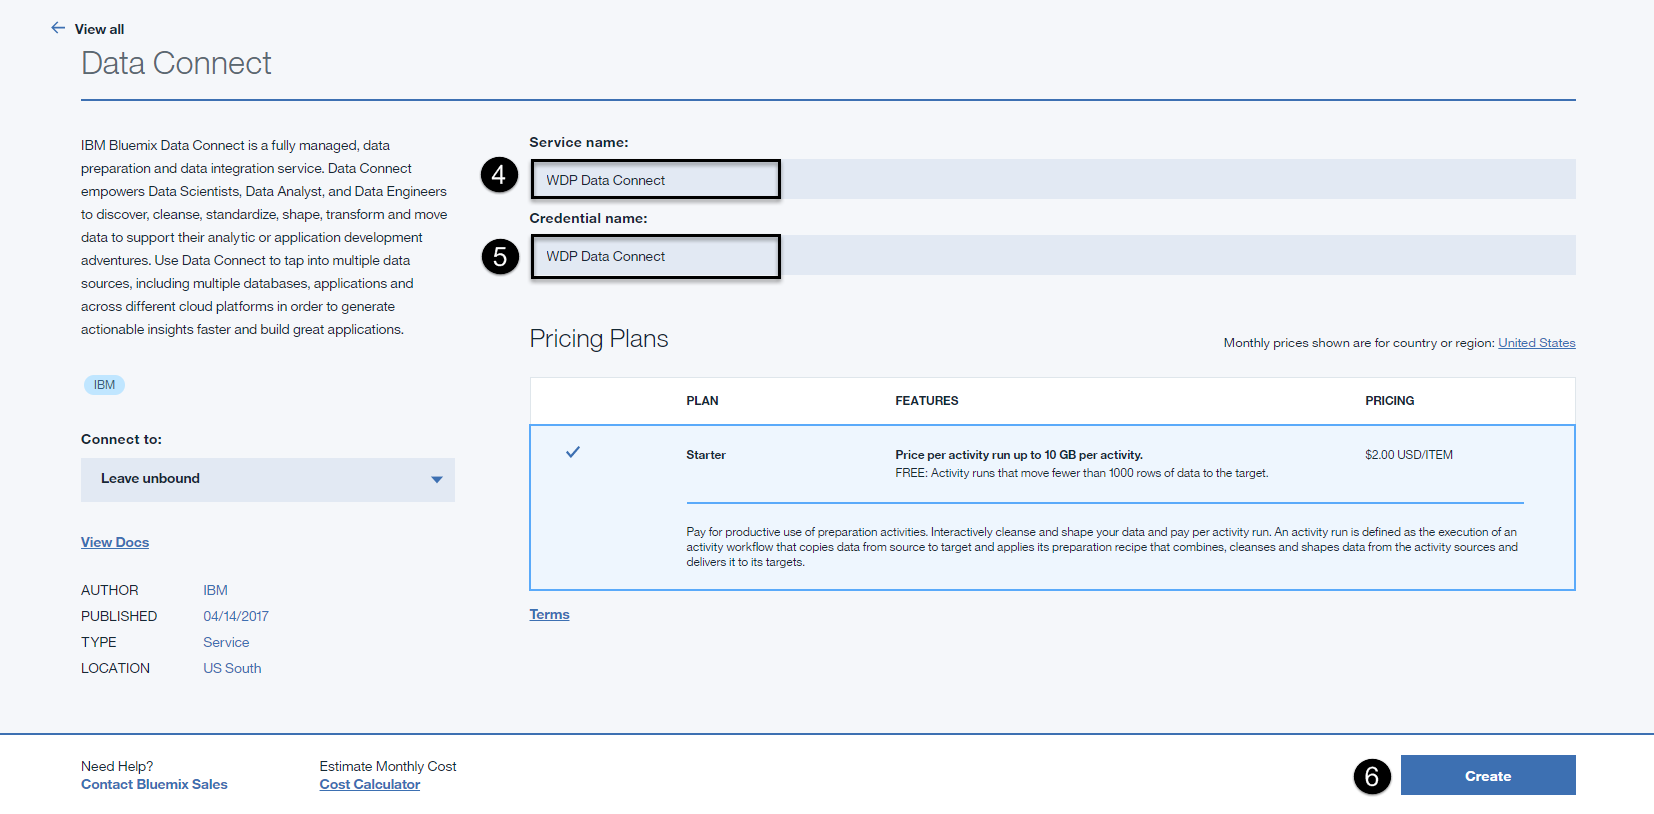 View all
Data Connect
IBM Bluemix Data Connect is a fully managed, data
preparation and data integration service. Data Connect
empowers Data Scientists, Data Analyst, and Data Engineers
to discover, cleanse, standardize, shape, transform and move
data to support their analytic or application development
adventures. Use Data Connect to tap into multiple data
sources, including multiple databases, applications and
across different cloud platforms in order to generate
actionable insights faster and build great applications.
IBM
Connect to:
Leave unbound
View Docs
AUTHOR IBM
PUBLISHED 04/14/2017
TYPE Service
LOCATION US South
Service name:
4 WDP Data Connect
Credential name:
5 WDP Data Connect
Pricing Plans
Monthly prices shown are for country or region: United States
PLAN FEATURES PRICING
Starter Price per activity run up to 10 GB per activity. $2.00 USD/ITEM
FREE: Activity runs that move fewer than 1000 rows of data to the target.
Pay for productive use of preparation activities. Interactively cleanse and shape your data and pay per activity run. An activity run is defined as the execution of an
activity workflow that copies data from source to target and applies its preparation recipe that combines, cleanses and shapes data from the activity sources and
delivers it to its targets.
Terms
Need Help?
Contact Bluemix Sales
Estimate Monthly Cost
Cost Calculator
6 Create